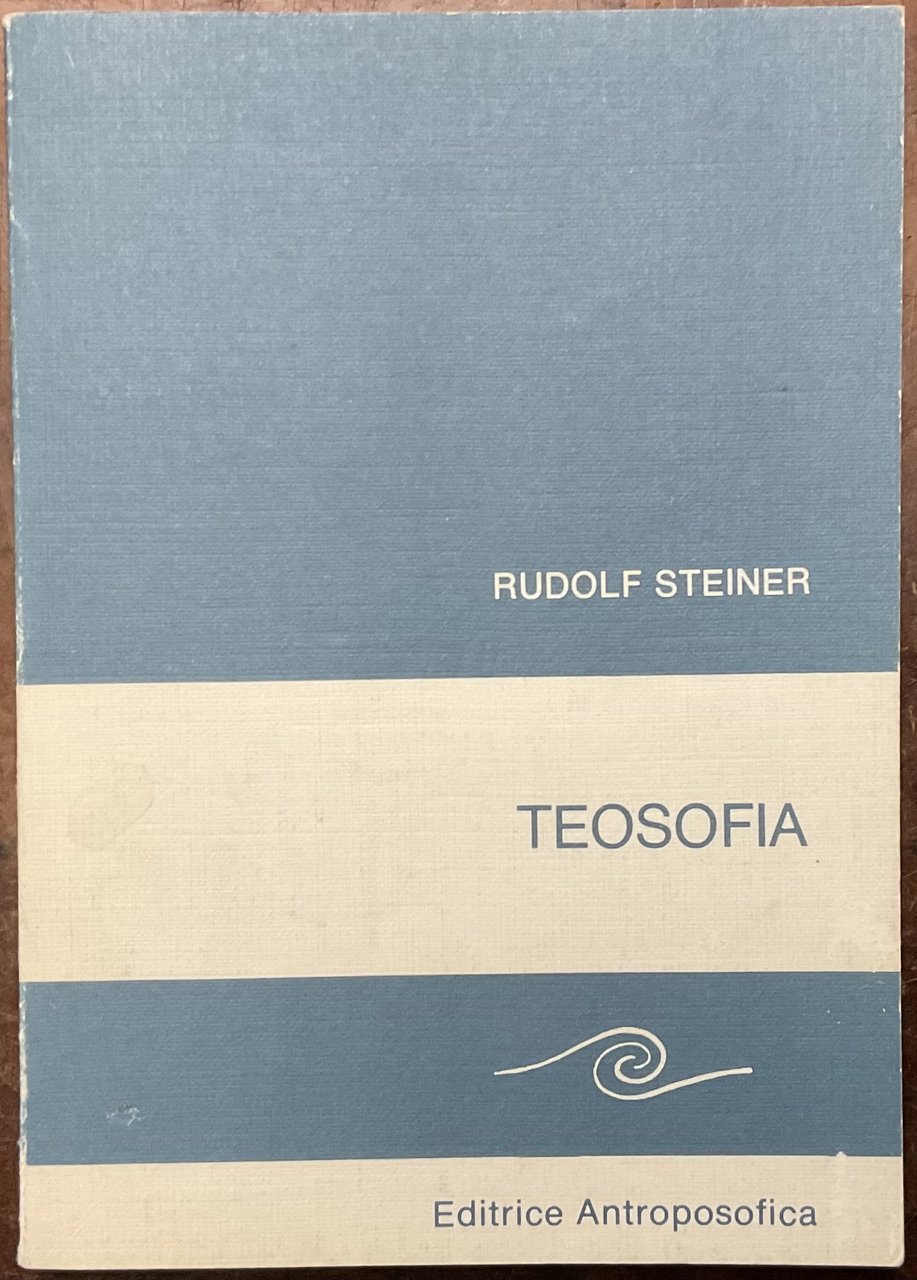 RUDOLF STEINER
TEOSOFIA
Editrice Antroposofica